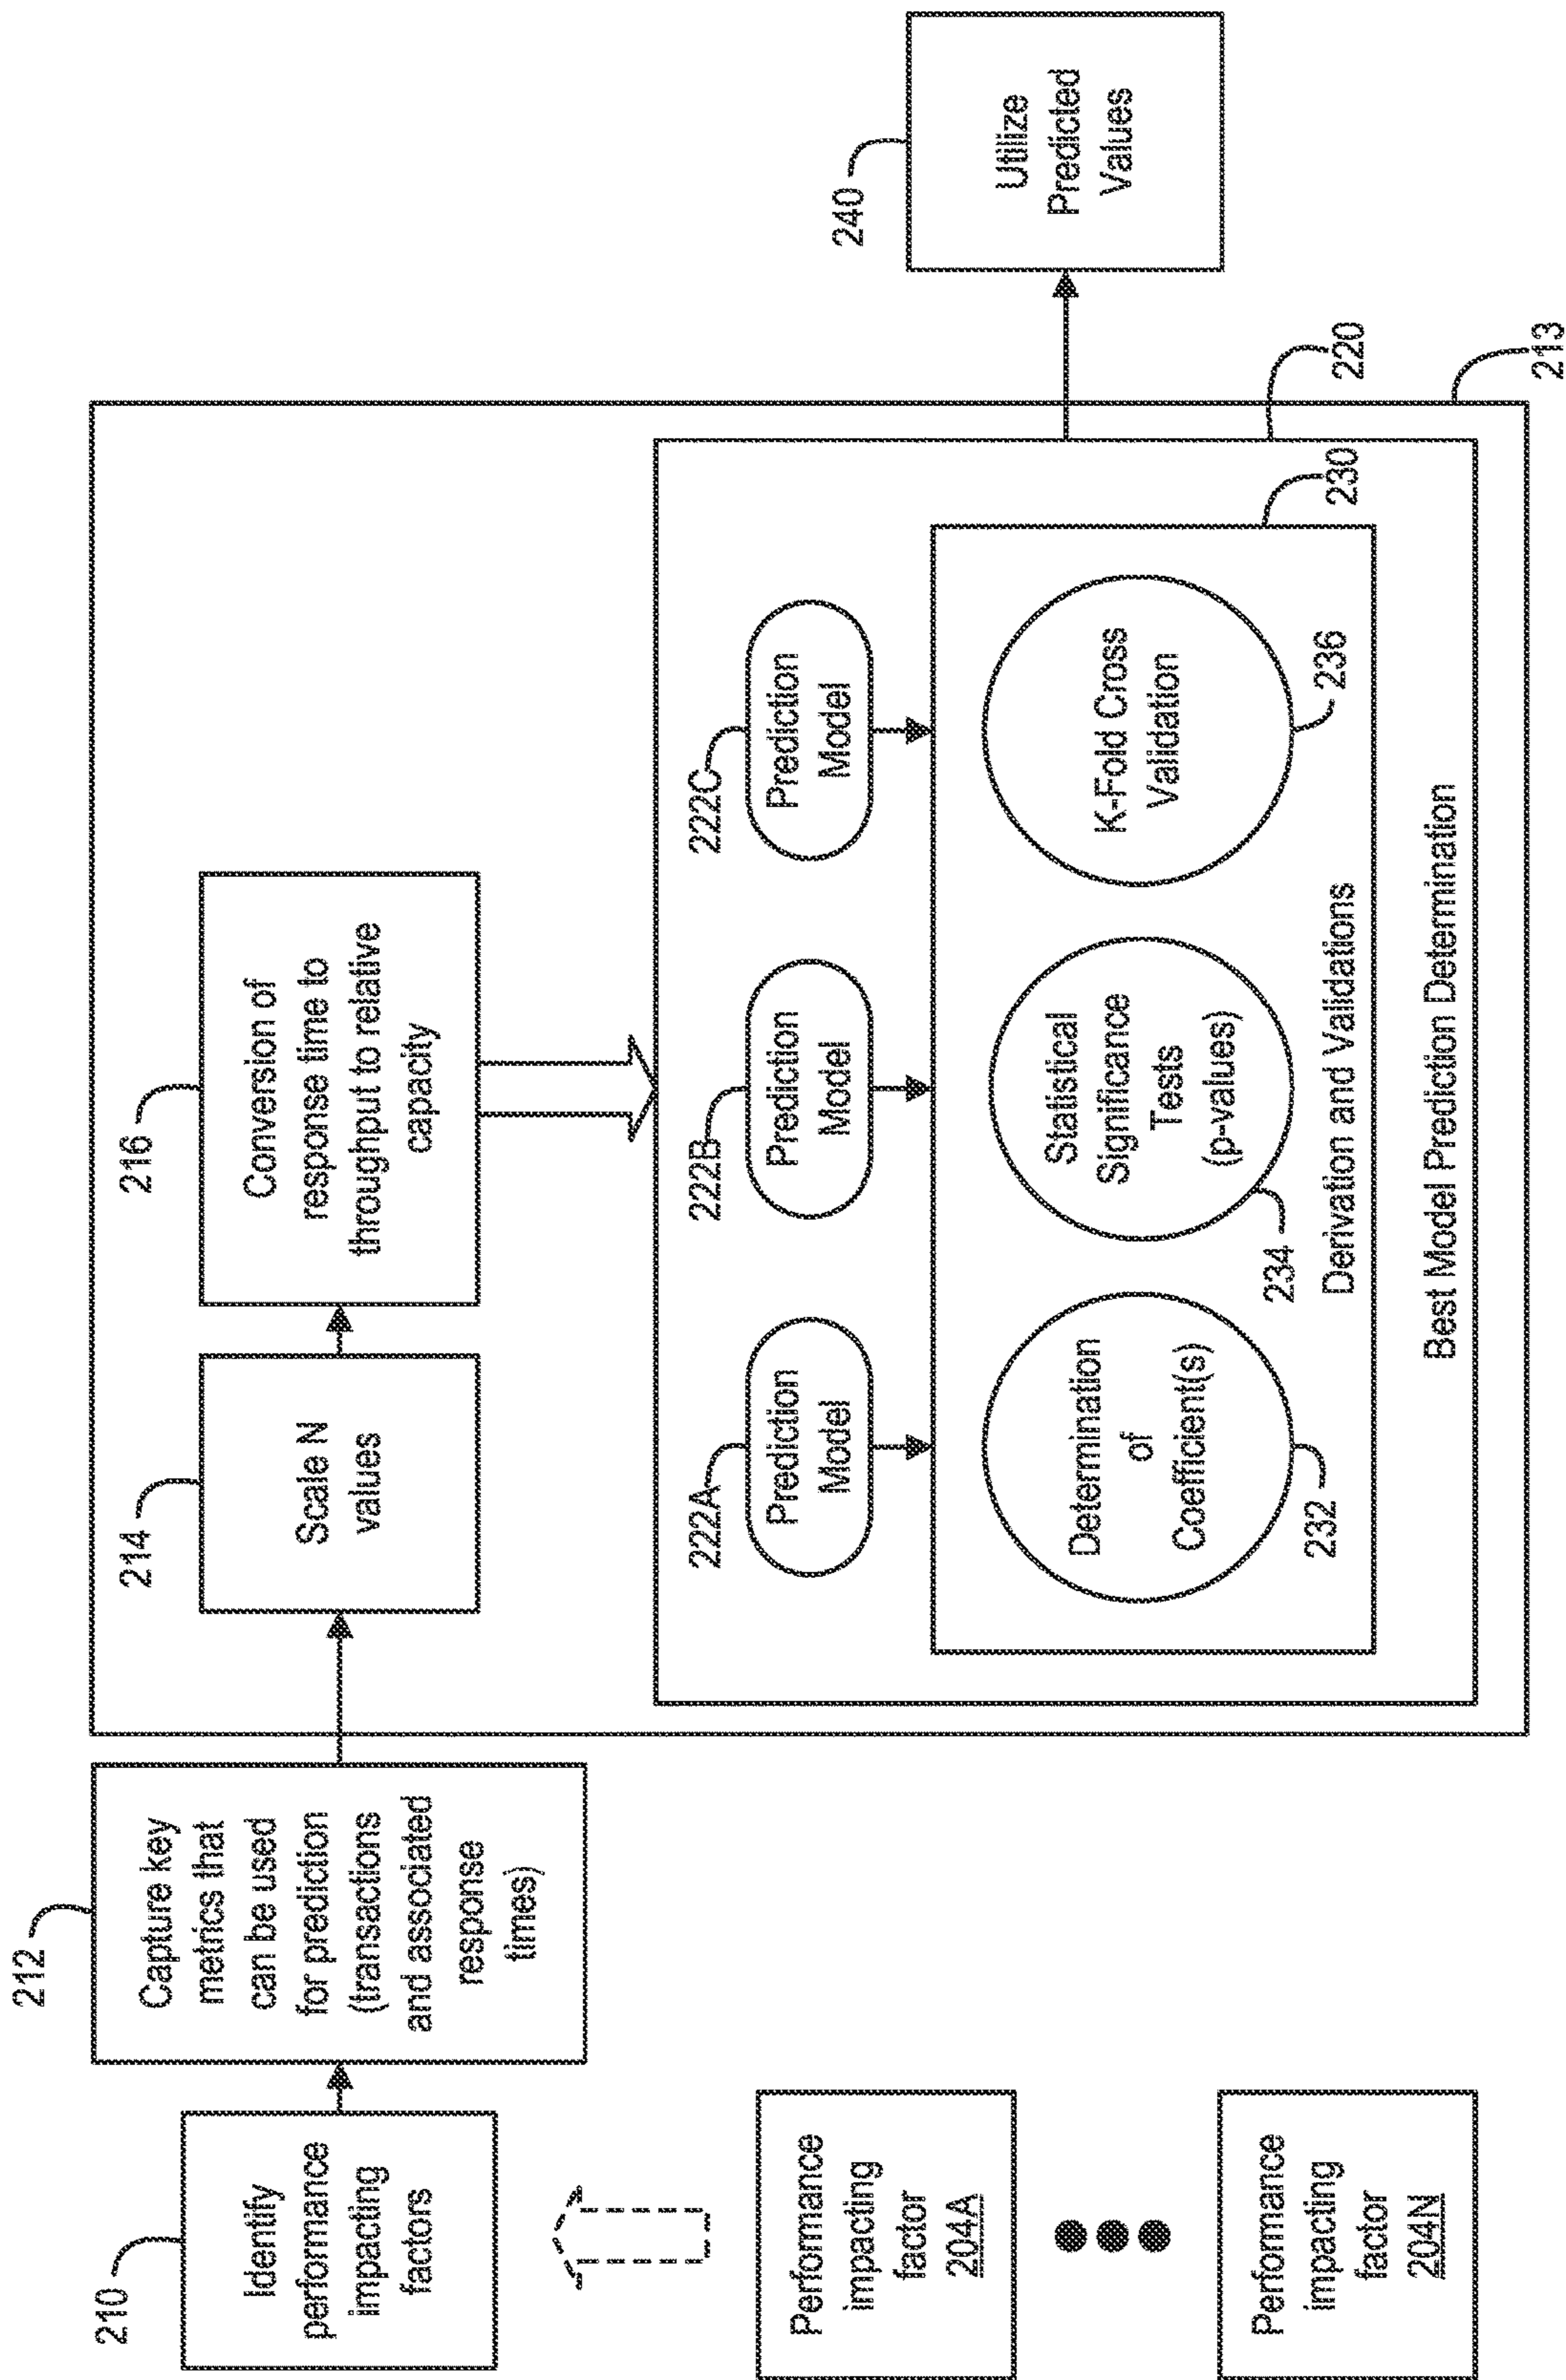 210
Identify
performance
impacting
factors
212
Capture key
metrics that
can be used
for prediction
(transactions
and associated
response
times)
214
Scale N
values
216
Conversion of
response time to
throughput to relative
capacity
Performance
impacting
factor
204A
Performance
impacting
factor
204N
222A
Prediction
Model
222B
Prediction
Model
222C
Prediction
Model
Determination
of
Coefficient(s)
232
Statistical
Significance
Tests
(p-values)
234
K-Fold Cross
Validation
236
Derivation and Validations
230
Best Model Prediction Determination
220
213
240
Utilize
Predicted
Values